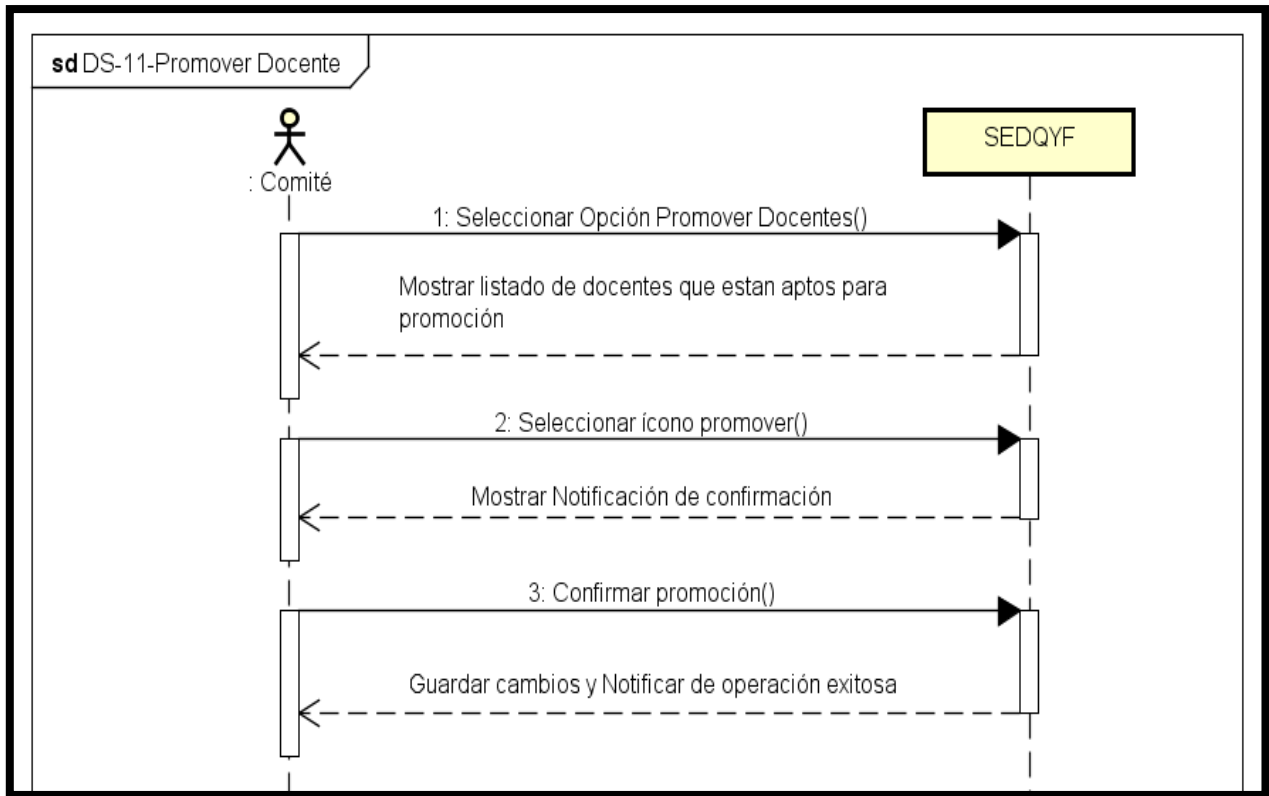 sd DS-11-Promover Docente
SEDQYF
: Comité
1: Seleccionar Opción Promover Docentes()
Mostrar listado de docentes que estan aptos para
promoción
2: Seleccionar ícono promover()
Mostrar Notificación de confirmación
3: Confirmar promoción()
Guardar cambios y Notificar de operación exitosa